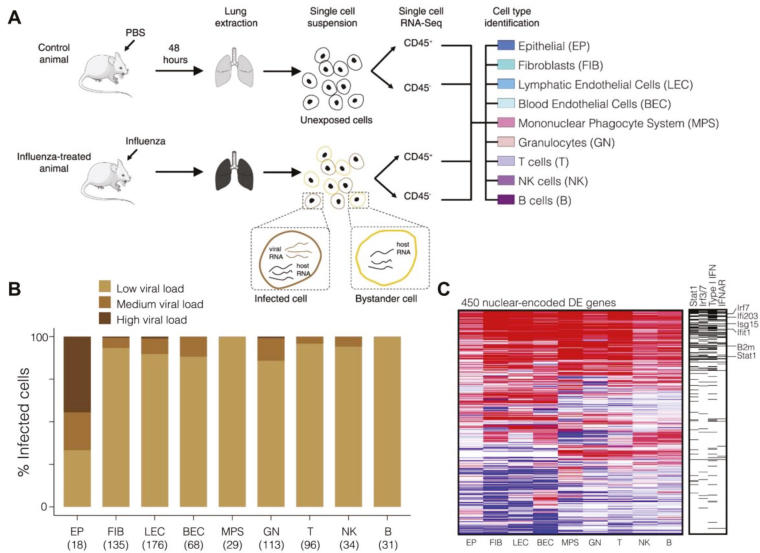 A
Control
animal
PBS
48
hours
Lung
extraction
Single cell
suspension
Unexposed cells
Single cell
RNA-Seq
CD45+
CD45-
Cell type
identification
Epithelial (EP)
Fibroblasts (FIB)
Lymphatic Endothelial Cells (LEC)
Blood Endothelial Cells (BEC)
Mononuclear Phagocyte System (MPS)
Granulocytes (GN)
T cells (T)
NK cells (NK)
B cells (B)
Influenza-treated
animal
Influenza
CD45+
CD45-
viral
RNA
host
RNA
Infected cell
host
RNA
Bystander cell
B
Low viral load
Medium viral load
High viral load
% Infected cells
100
0
EP FIB LEC BEC MPS GN T NK B
(18) (135) (176) (68) (29) (113) (96) (34) (31)
C
450 nuclear-encoded DE genes
Stat1
Irf3/7
Type I IFN
IFNAR
Irf7
Ifi203
Isg15
Ifit1
B2m
Stat1
EP FIB LEC BEC MPS GN T NK B